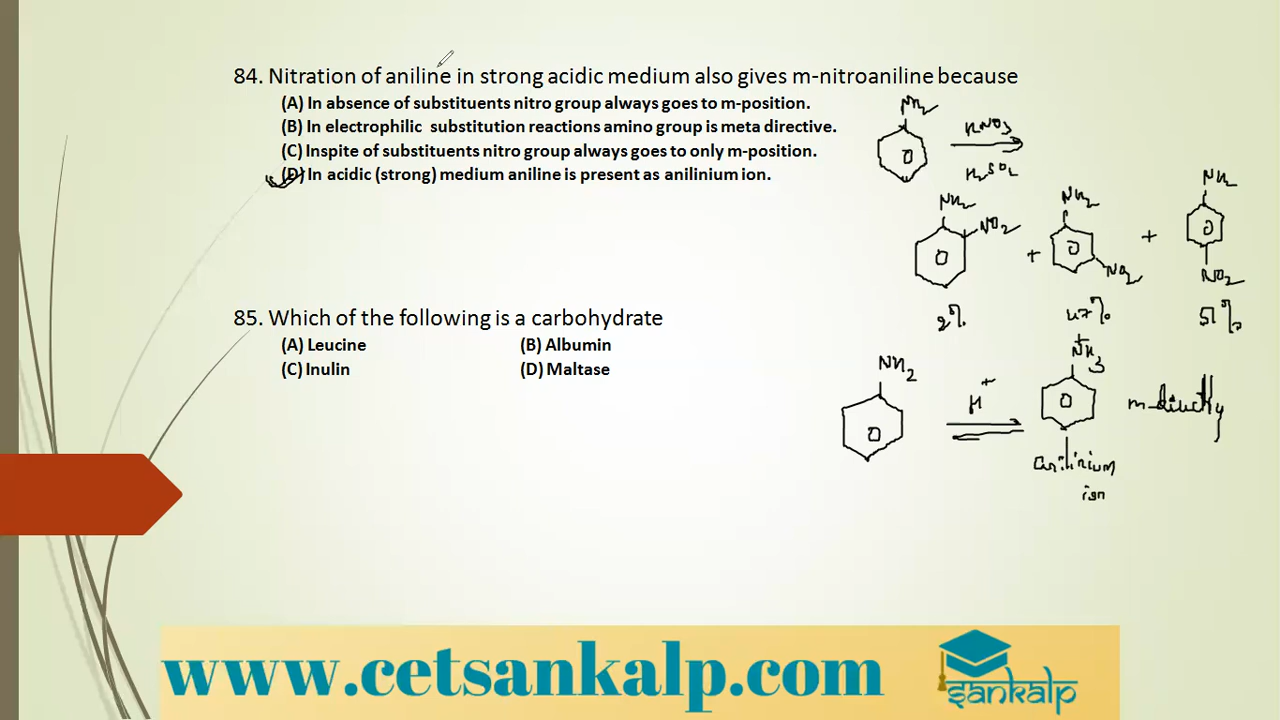 84. Nitration of aniline in strong acidic medium also gives m-nitroaniline because
(A) In absence of substituents nitro group always goes to m-position.
(B) In electrophilic substitution reactions amino group is meta directive.
(C) Inspite of substituents nitro group always goes to only m-position.
(D) In acidic (strong) medium aniline is present as anilinium ion.
NH2
HNO3
H2SO4
NH2
NO2
+
NH2
NO2
+
NH2
NO2
2%
47%
51%
NH2
H+
+
NH3
anilinium
ion
85. Which of the following is a carbohydrate
(A) Leucine (B) Albumin
(C) Inulin (D) Maltase
www.cetsankalp.com
sankalp